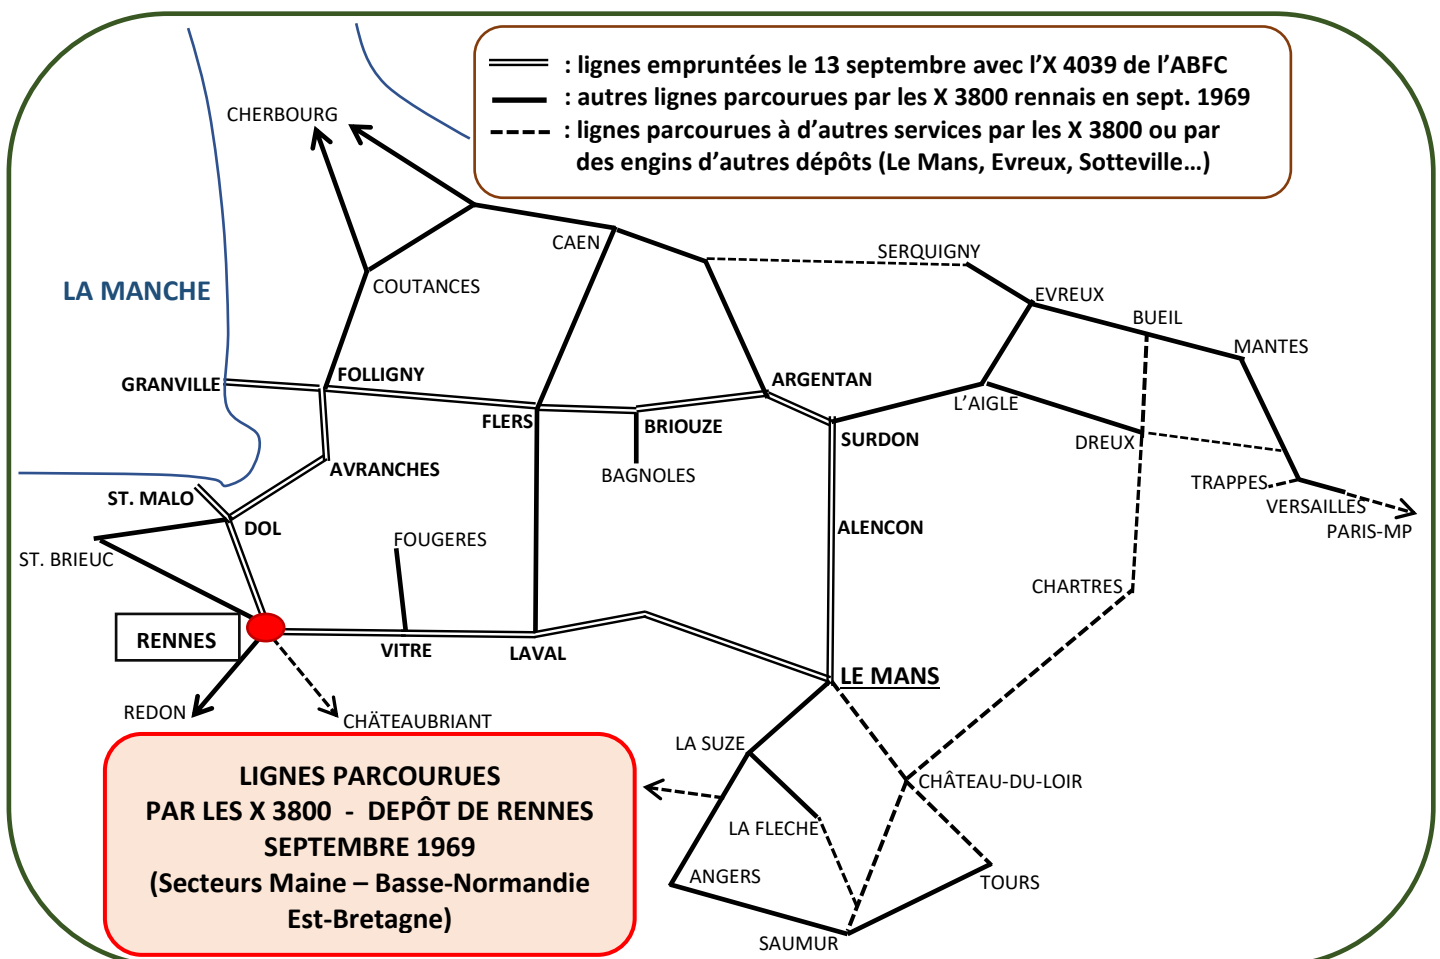 : lignes empruntées le 13 septembre avec l'X 4039 de l'ABFC
: autres lignes parcourues par les X 3800 rennais en sept. 1969
: lignes parcourues à d'autres services par les X 3800 ou par
des engins d'autres dépôts (Le Mans, Evreux, Sotteville…)
CHERBOURG
CAEN
SERQUIGNY
COUTANCES
LA MANCHE
EVREUX
BUEIL
MANTES
GRANVILLE
FOLLIGNY
ARGENTAN
L'AIGLE
FLERS
BRIOUZE
SURDON
DREUX
AVRANCHES
BAGNOLES
TRAPPES
ST. MALO
VERSAILLES
DOL
ALENCON
PARIS-MP
FOUGERES
ST. BRIEUC
CHARTRES
RENNES
VITRE
LAVAL
LE MANS
REDON
CHÄTEAUBRIANT
LA SUZE
CHÂTEAU-DU-LOIR
LA FLECHE
ANGERS
TOURS
SAUMUR
LIGNES PARCOURUES
PAR LES X 3800 - DEPÔT DE RENNES
SEPTEMBRE 1969
(Secteurs Maine – Basse-Normandie
Est-Bretagne)